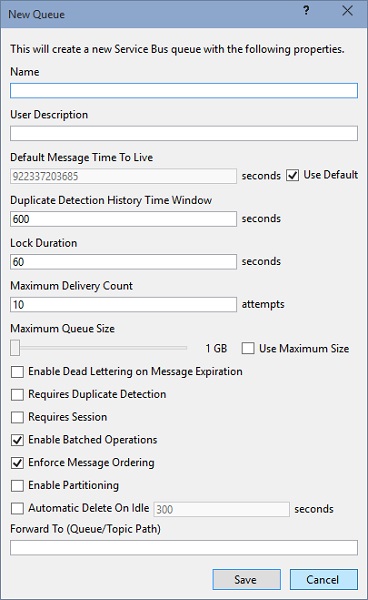 New Queue ?
This will create a new Service Bus queue with the following properties.
Name
User Description
Default Message Time To Live
922337203685 seconds Use Default
Duplicate Detection History Time Window
600 seconds
Lock Duration
60 seconds
Maximum Delivery Count
10 attempts
Maximum Queue Size
1 GB Use Maximum Size
Enable Dead Lettering on Message Expiration
Requires Duplicate Detection
Requires Session
Enable Batched Operations
Enforce Message Ordering
Enable Partitioning
Automatic Delete On Idle 300 seconds
Forward To (Queue/Topic Path)
Save Cancel